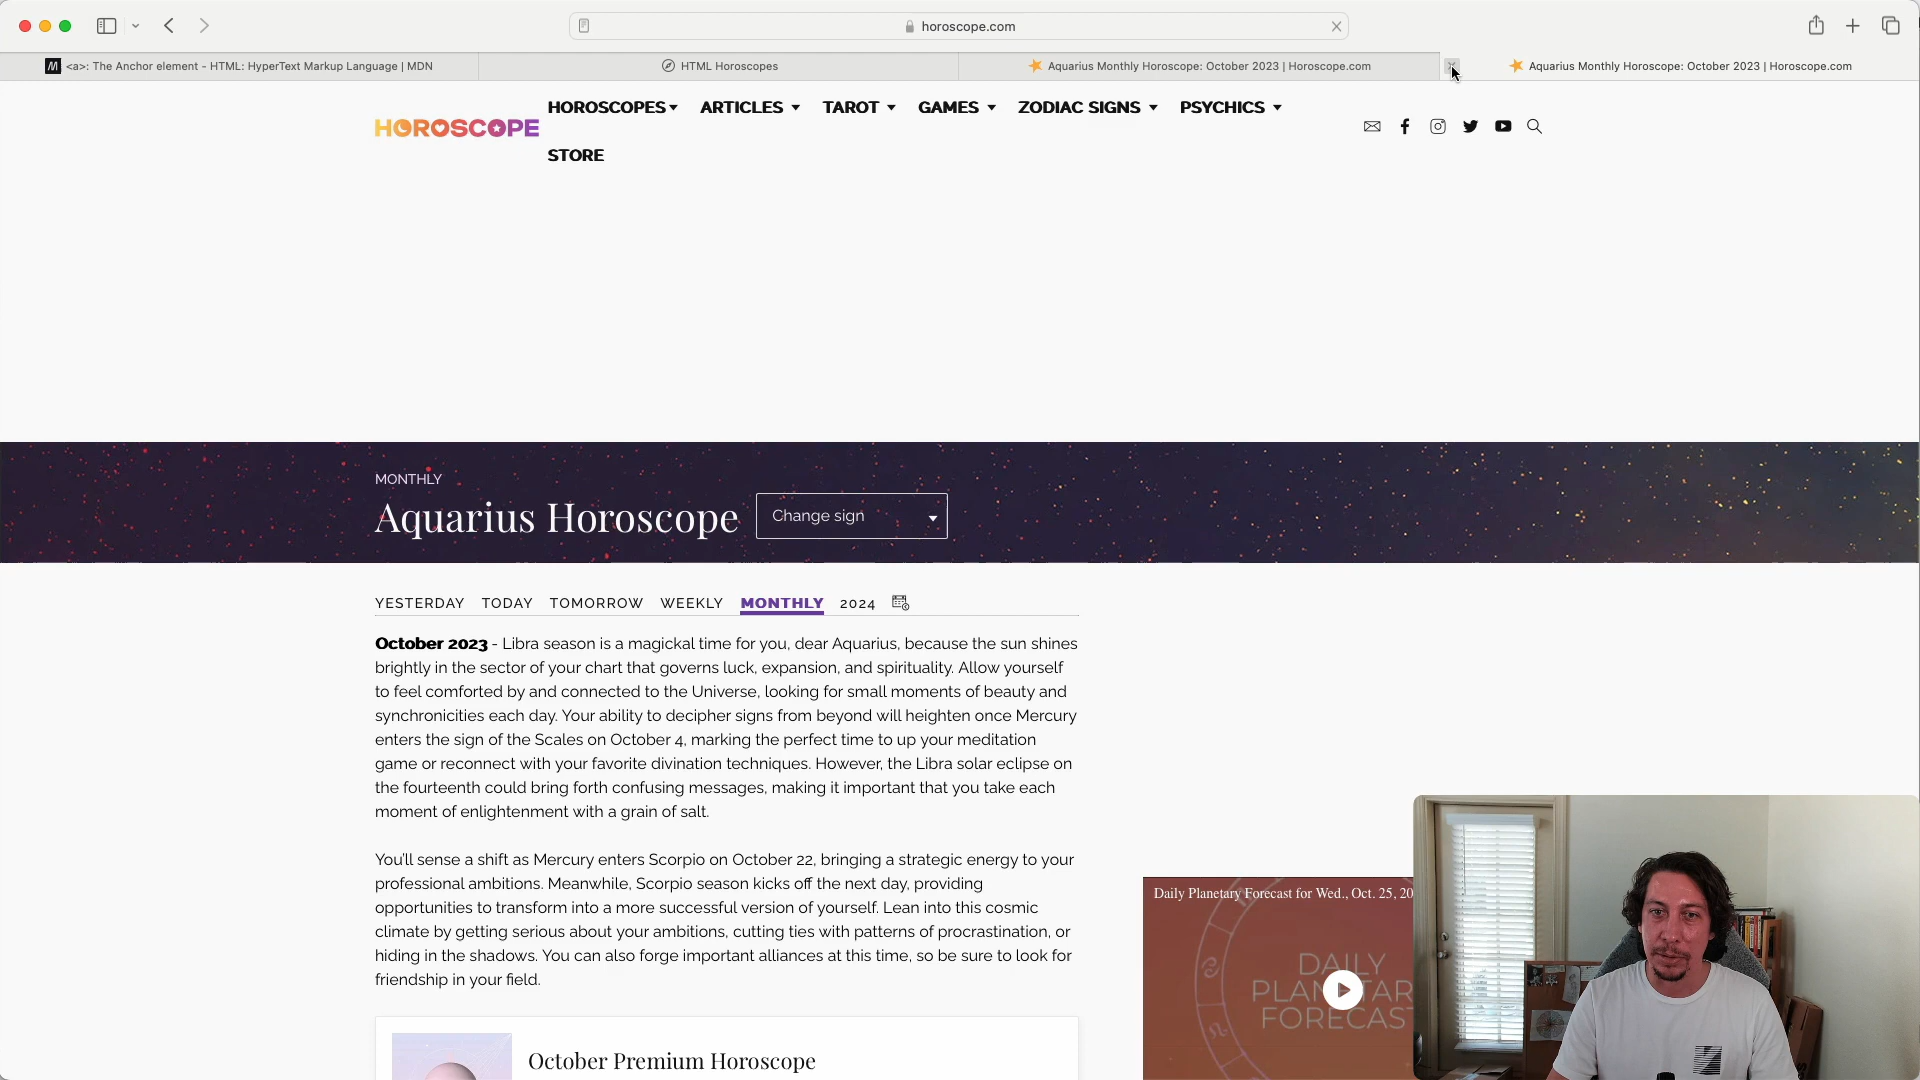 horoscope.com
<a>: The Anchor element - HTML: HyperText Markup Language | MDN
HTML Horoscopes
Aquarius Monthly Horoscope: October 2023 | Horoscope.com
Aquarius Monthly Horoscope: October 2023 | Horoscope.com
HOROSCOPE
HOROSCOPES ARTICLES TAROT GAMES ZODIAC SIGNS PSYCHICS
STORE
MONTHLY
Aquarius Horoscope
Change sign
YESTERDAY TODAY TOMORROW WEEKLY MONTHLY 2024
October 2023 - Libra season is a magickal time for you, dear Aquarius, because the sun shines
brightly in the sector of your chart that governs luck, expansion, and spirituality. Allow yourself
to feel comforted by and connected to the Universe, looking for small moments of beauty and
synchronicities each day. Your ability to decipher signs from beyond will heighten once Mercury
enters the sign of the Scales on October 4, marking the perfect time to up your meditation
game or reconnect with your favorite divination techniques. However, the Libra solar eclipse on
the fourteenth could bring forth confusing messages, making it important that you take each
moment of enlightenment with a grain of salt.
You'll sense a shift as Mercury enters Scorpio on October 22, bringing a strategic energy to your
professional ambitions. Meanwhile, Scorpio season kicks off the next day, providing
opportunities to transform into a more successful version of yourself. Lean into this cosmic
climate by getting serious about your ambitions, cutting ties with patterns of procrastination, or
hiding in the shadows. You can also forge important alliances at this time, so be sure to look for
friendship in your field.
October Premium Horoscope
Daily Planetary Forecast for Wed., Oct. 25, 20
DAILY
PLANETAR
FORECAST